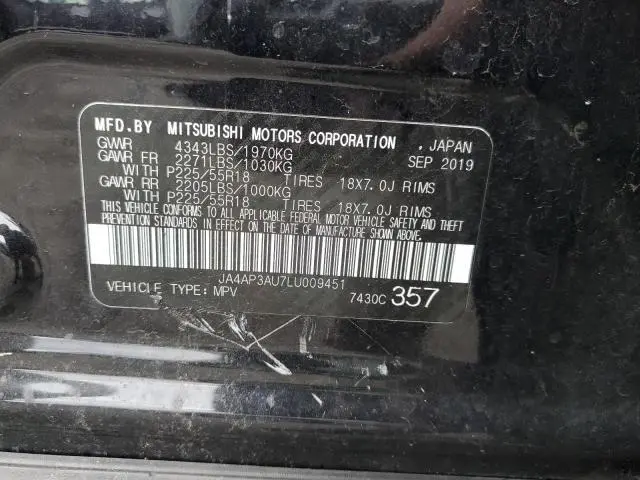 MFD.BY MITSUBISHI MOTORS CORPORATION , JAPAN
GVWR 4343LBS/1970KG SEP 2019
GAWR FR 2271LBS/1030KG
WITH P225/55R18 TIRES 18X7.0J RIMS
GAWR RR 2205LBS/1000KG
WITH P225/55R18 TIRES 18X7.0J RIMS
THIS VEHICLE CONFORMS TO ALL APPLICABLE FEDERAL MOTOR VEHICLE SAFETY AND THEFT
PREVENTION STANDARDS IN EFFECT ON THE DATE OF MANUFACTURE SHOWN ABOVE.
JA4AP3AU7LU009451
VEHICLE TYPE: MPV 7430C 357